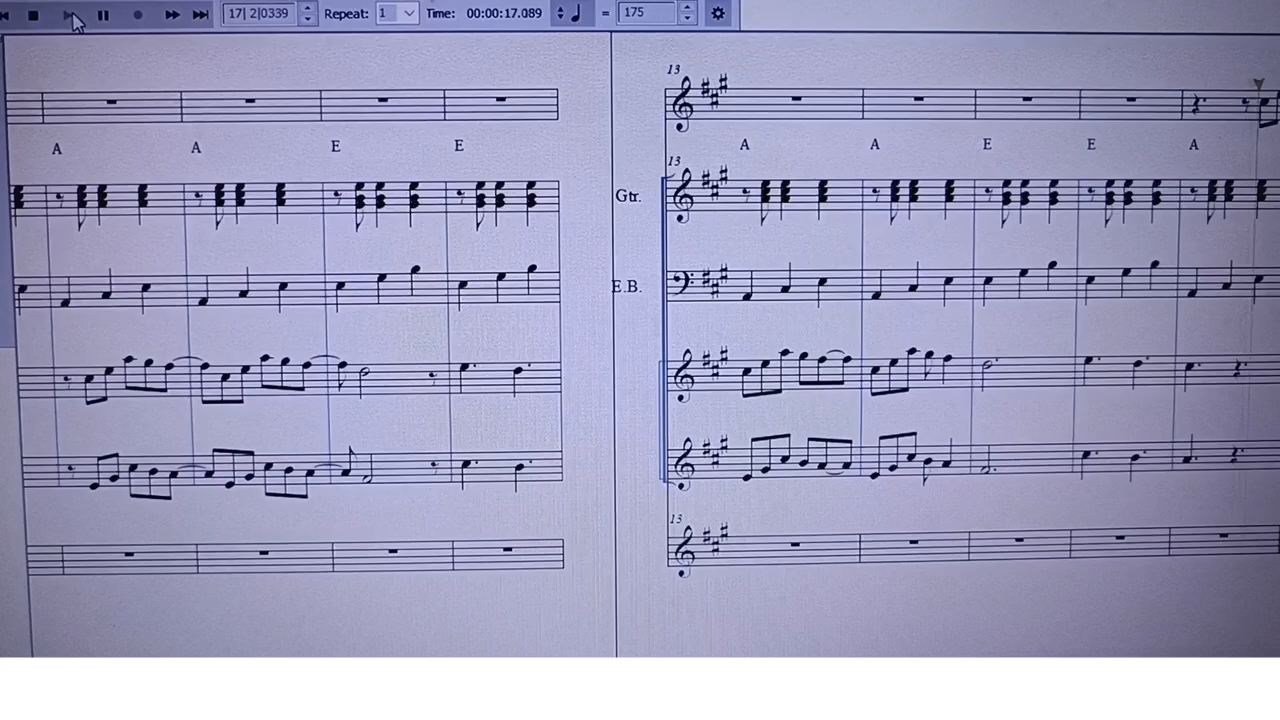 17| 2|0339 Repeat: 1 Time: 00:00:17.089 = 175
13
A A E E
A A E E A
13
Gtr.
E.B.
13